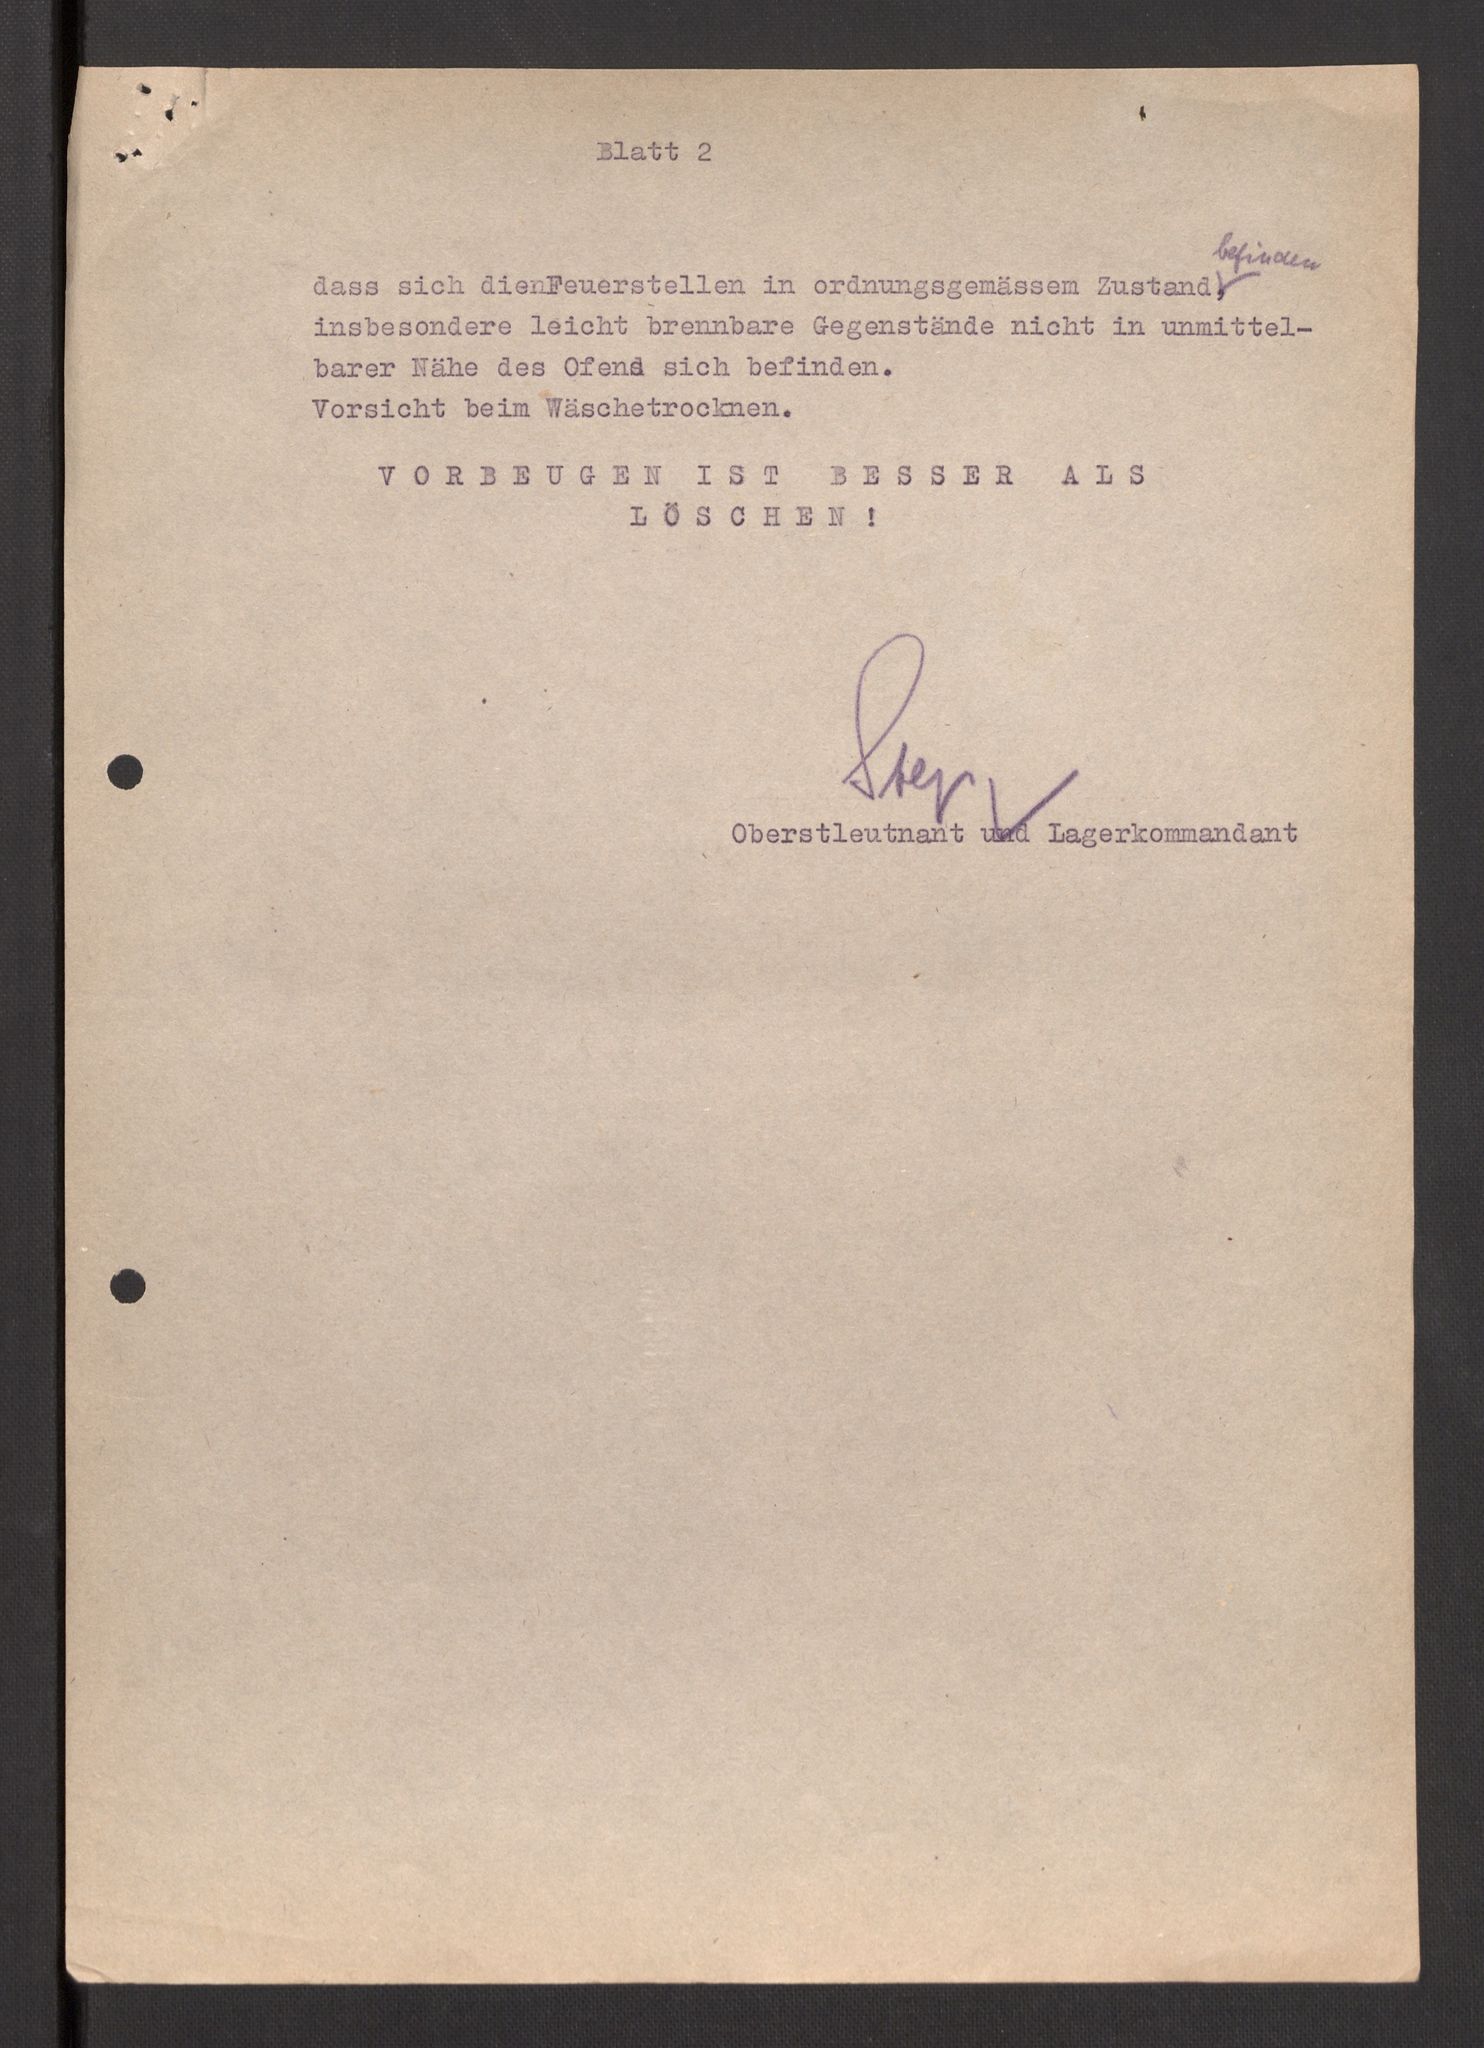 Blatt 2
befinden
dass sich dienFeuerstellen in ordnungsgemässem Zustand,
insbesondere leicht brennbare Gegenstände nicht in unmittel-
barer Nähe des Ofens sich befinden.
Vorsicht beim Wäschetrocknen.
VORBEUGEN IST BESSER ALS
LÖSCHEN!
Oberstleutnant und Lagerkommandant